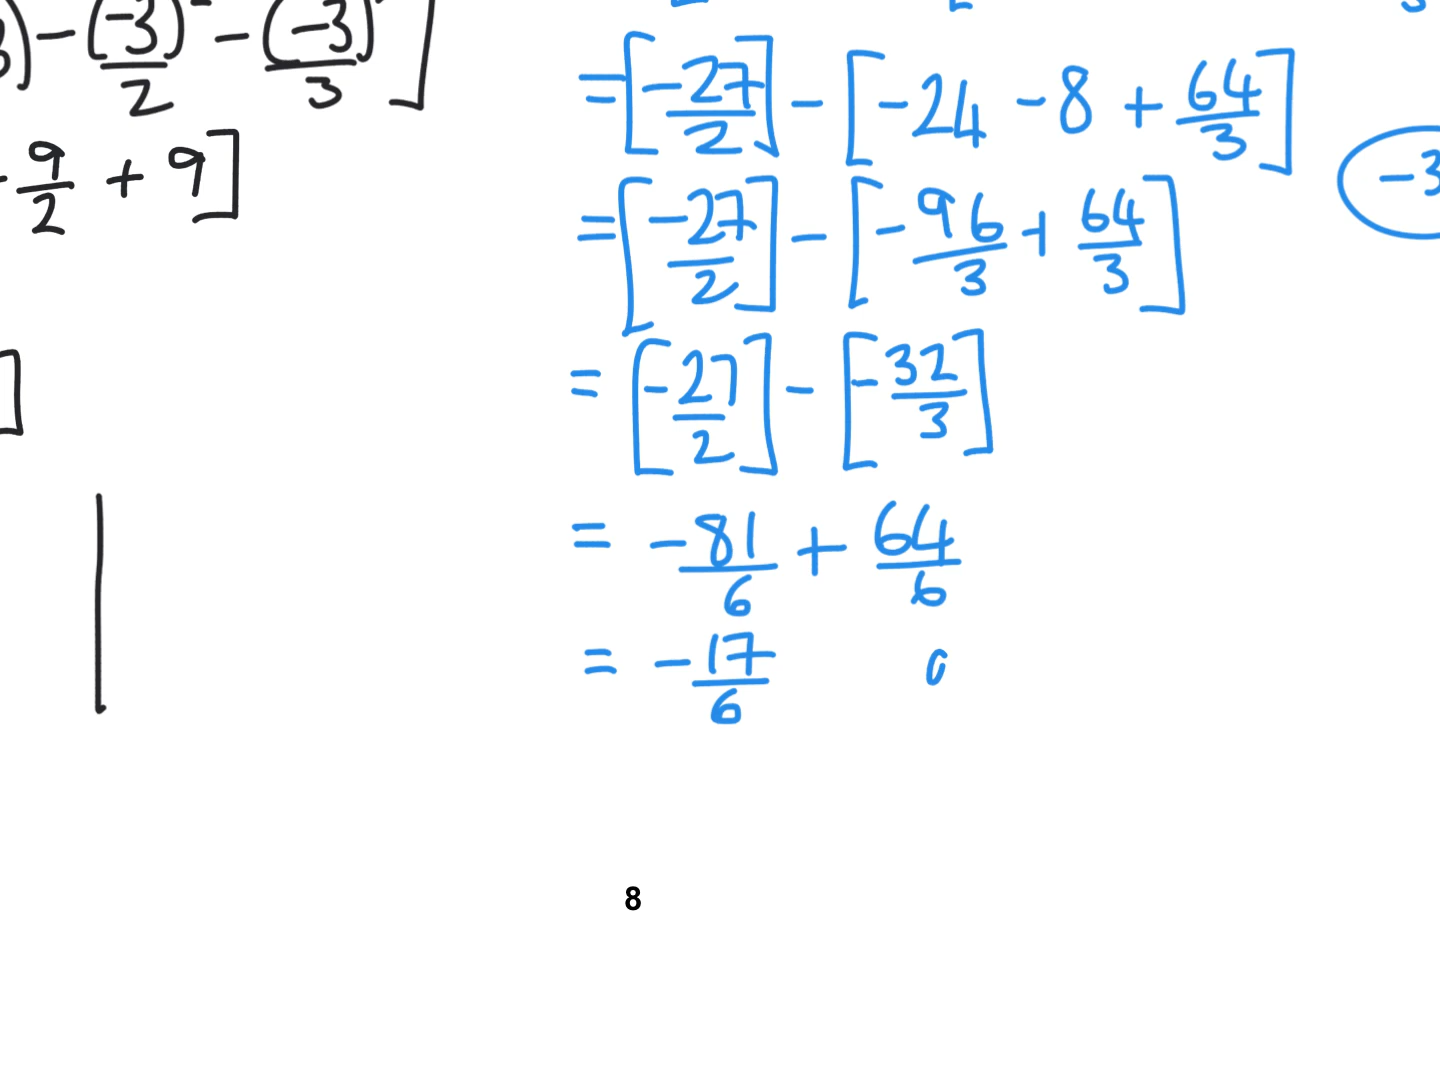 ) - (-3)/2 - (-3)/3 ]
- 9/2 + 9]
]
= [-27/2] - [-24 - 8 + 64/3]
= [-27/2] - [-96/3 + 64/3]
= [-27/2] - [-32/3]
= -81/6 + 64/6
= -17/6
-3
8